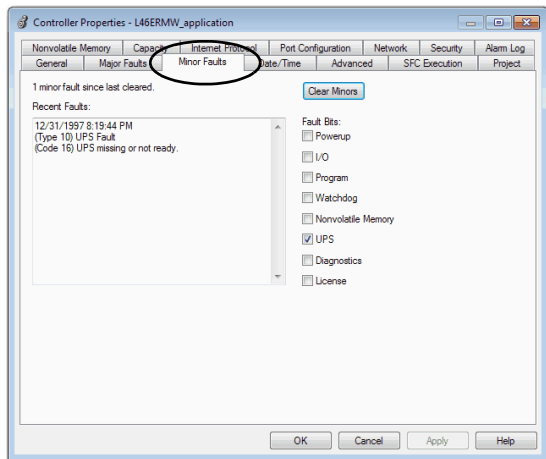 Controller Properties - L46ERMW_application
Nonvolatile Memory Capacity Internet Protocol Port Configuration Network Security Alarm Log
General Major Faults Minor Faults Date/Time Advanced SFC Execution Project
1 minor fault since last cleared.
Clear Minors
Recent Faults:
12/31/1997 8:19:44 PM
(Type 10) UPS Fault
(Code 16) UPS missing or not ready.
Fault Bits:
Powerup
I/O
Program
Watchdog
Nonvolatile Memory
UPS
Diagnostics
License
OK Cancel Apply Help